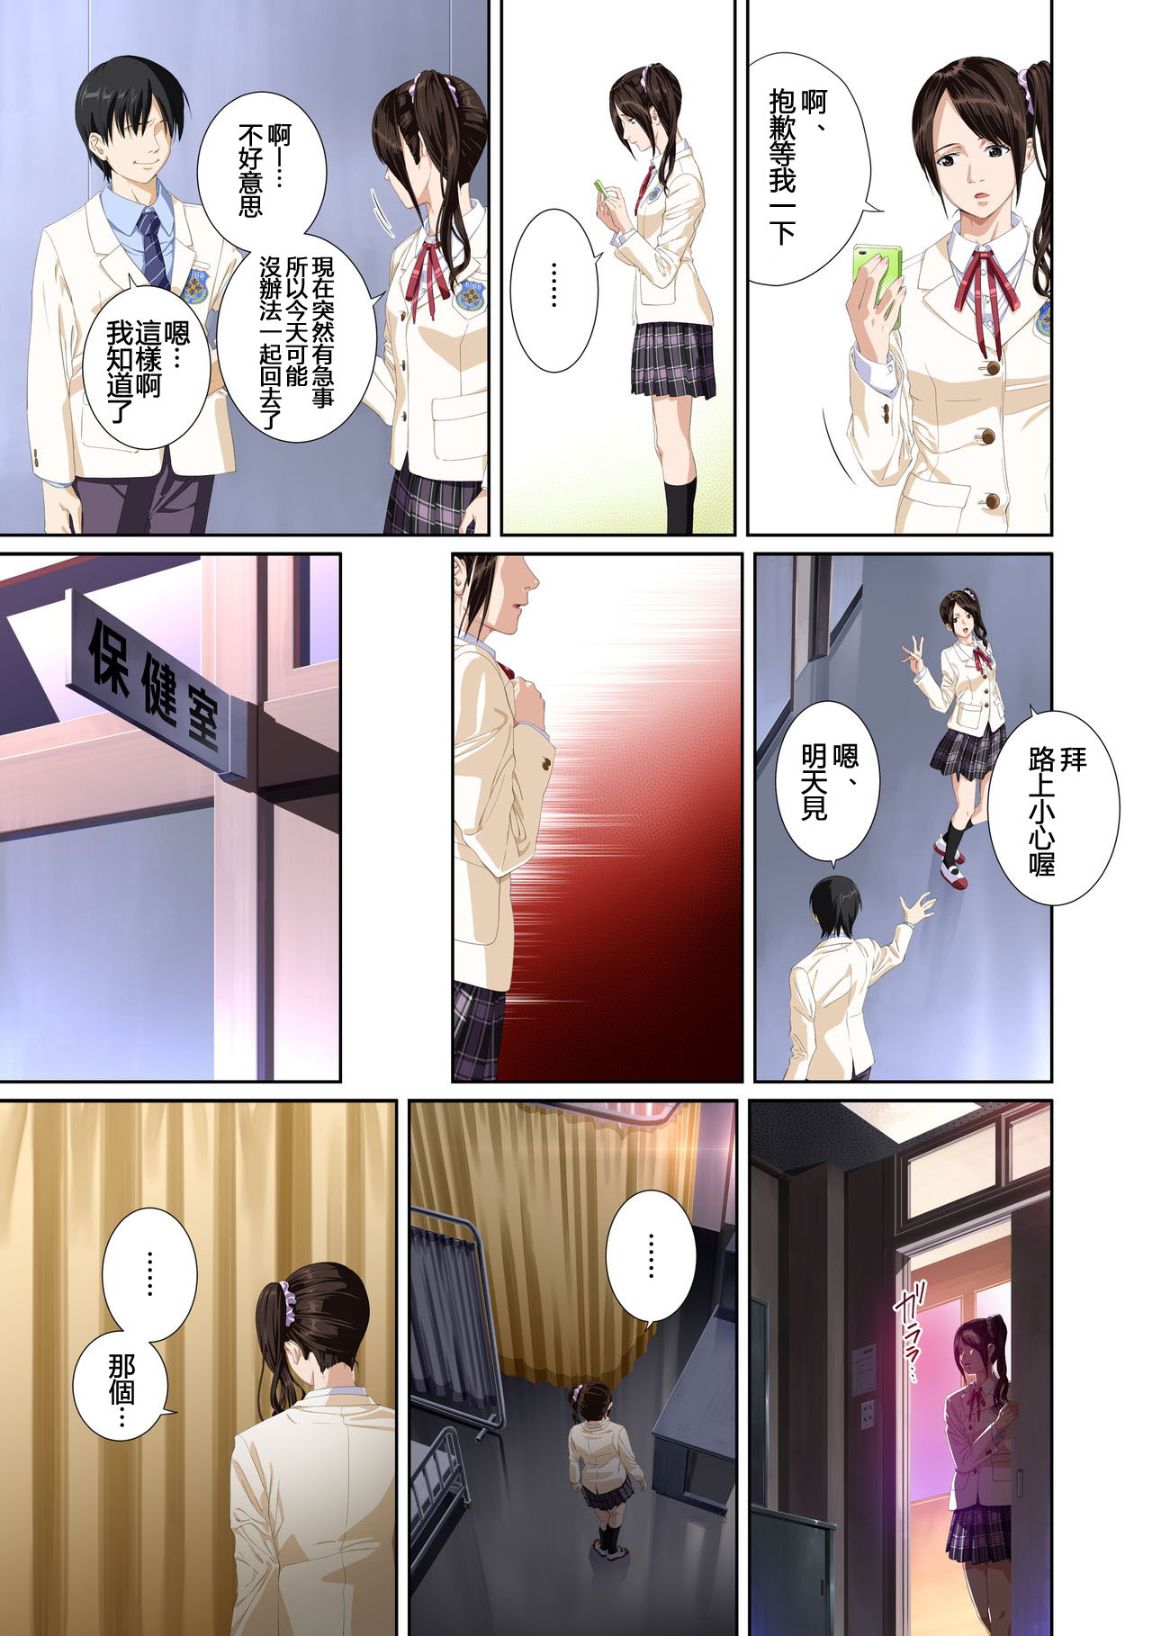 啊、
抱歉等我一下
……
啊—…
不好意思
現在突然有急事
所以今天可能
沒辦法一起回去了
嗯…
這樣啊
我知道了
拜
路上小心喔
嗯、
明天見
保健室
ガララ…
……
……
那個…